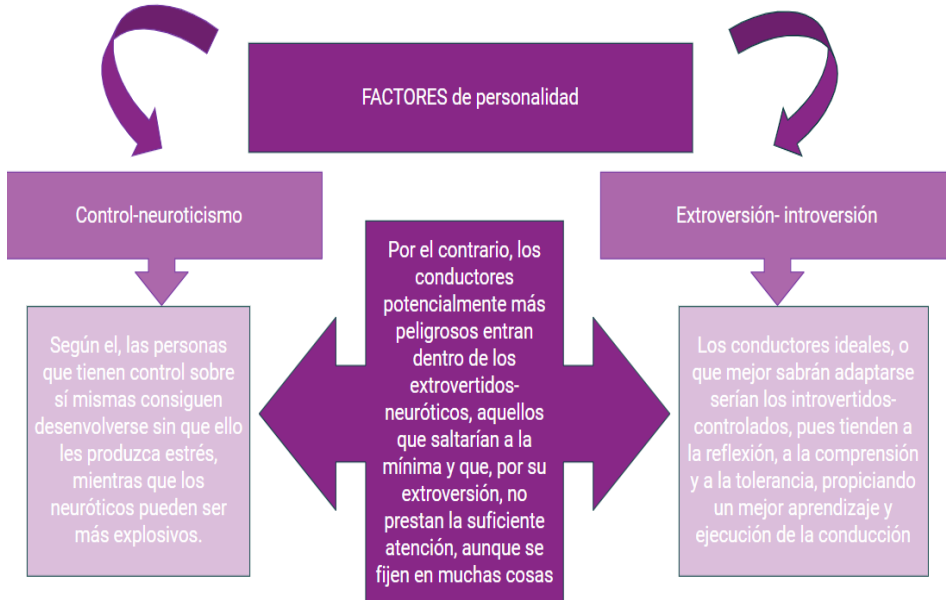 FACTORES de personalidad
Control-neuroticismo
Extroversión- introversión
Según el, las personas
que tienen control sobre
sí mismas consiguen
desenvolverse sin que ello
les produzca estrés,
mientras que los
neuróticos pueden ser
más explosivos.
Por el contrario, los
conductores
potencialmente más
peligrosos entran
dentro de los
extrovertidos-
neuróticos, aquellos
que saltarían a la
mínima y que, por su
extroversión, no
prestan la suficiente
atención, aunque se
fijen en muchas cosas
Los conductores ideales, o
que mejor sabrán adaptarse
serían los introvertidos-
controlados, pues tienden a
la reflexión, a la comprensión
y a la tolerancia, propiciando
un mejor aprendizaje y
ejecución de la conducción